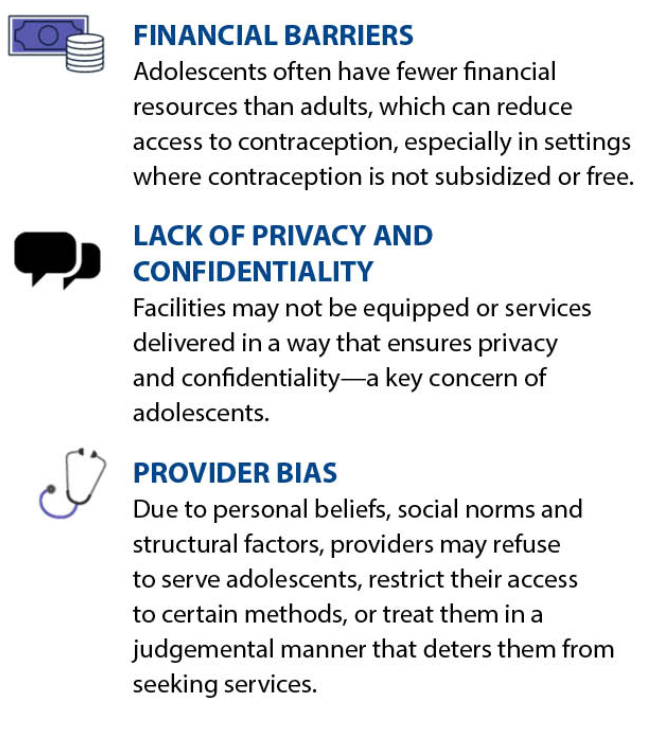 FINANCIAL BARRIERS
Adolescents often have fewer financial
resources than adults, which can reduce
access to contraception, especially in settings
where contraception is not subsidized or free.
LACK OF PRIVACY AND
CONFIDENTIALITY
Facilities may not be equipped or services
delivered in a way that ensures privacy
and confidentiality—a key concern of
adolescents.
PROVIDER BIAS
Due to personal beliefs, social norms and
structural factors, providers may refuse
to serve adolescents, restrict their access
to certain methods, or treat them in a
judgemental manner that deters them from
seeking services.